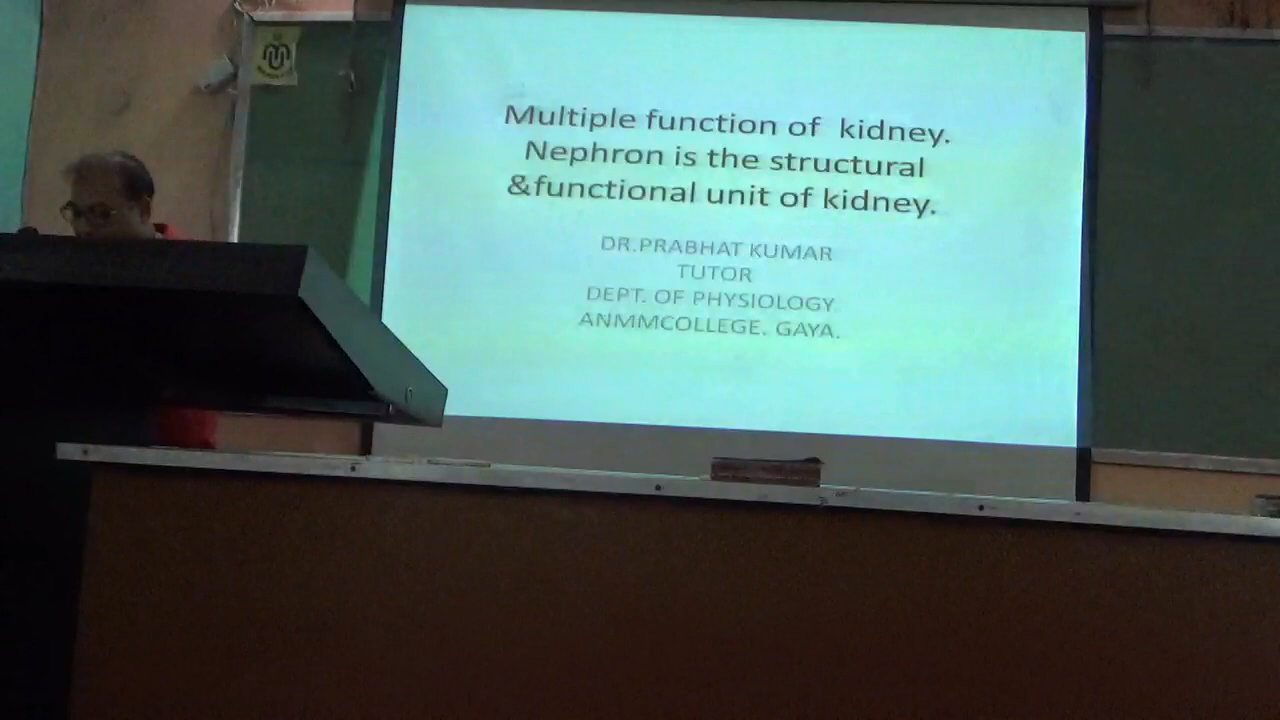 Multiple function of kidney.
Nephron is the structural
&functional unit of kidney.
DR.PRABHAT KUMAR
TUTOR
DEPT. OF PHYSIOLOGY
ANMMCOLLEGE. GAYA.